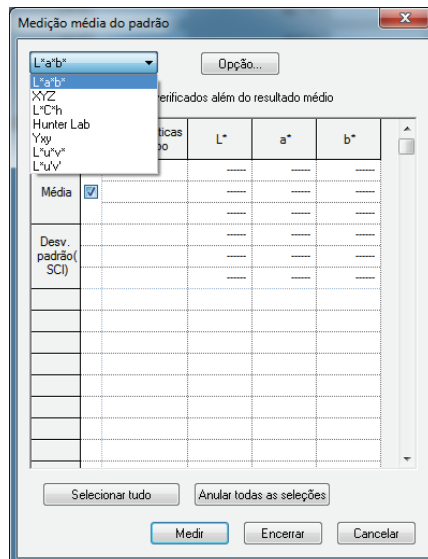 Medição média do padrão
L*a*b*
Opção...
L*a*b*
XYZ
verificados além do resultado médio
L*C*h
Hunter Lab
Yxy
L*u*v*
L*u'v'
ticas
po
L*
a*
b*
Média
------ ------ ------
------ ------ ------
------ ------ ------
Desv.
padrão(
SCI)
------ ------ ------
------ ------ ------
------ ------ ------
Selecionar tudo
Anular todas as seleções
Medir
Encerrar
Cancelar